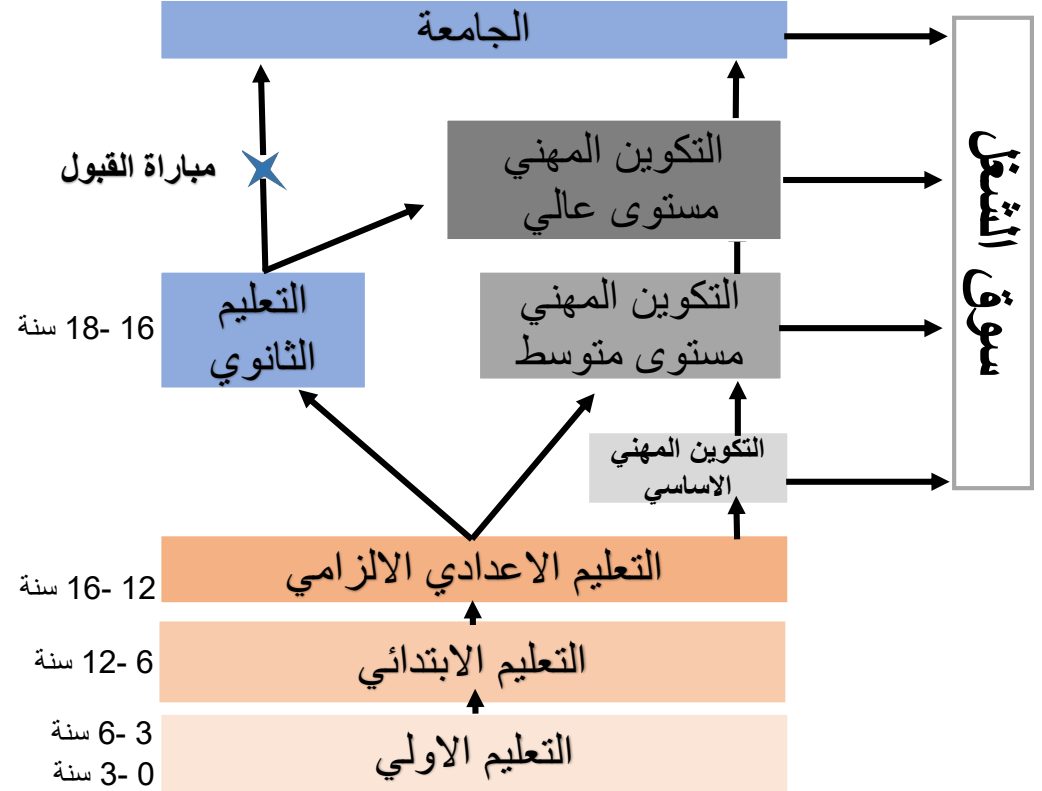 الجامعة
مباراة القبول
التكوين المهني
مستوى عالي
سوق الشغل
التعليم
الثانوي
التكوين المهني
مستوى متوسط
16 -18 سنة
التكوين المهني
الاساسي
التعليم الاعدادي الالزامي
12 -16 سنة
التعليم الابتدائي
6 -12 سنة
التعليم الاولي
3 -6 سنة
0 -3 سنة